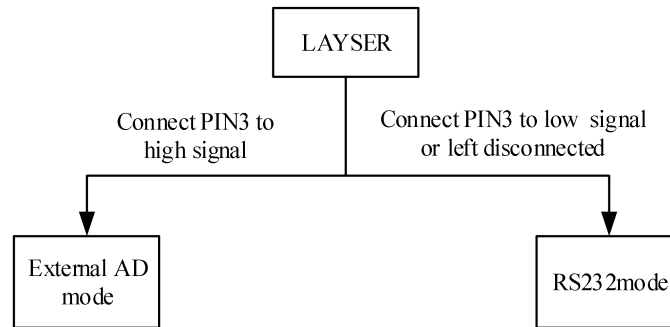 LAYSER
Connect PIN3 to
high signal
Connect PIN3 to low signal
or left disconnected
External AD
mode
RS232mode